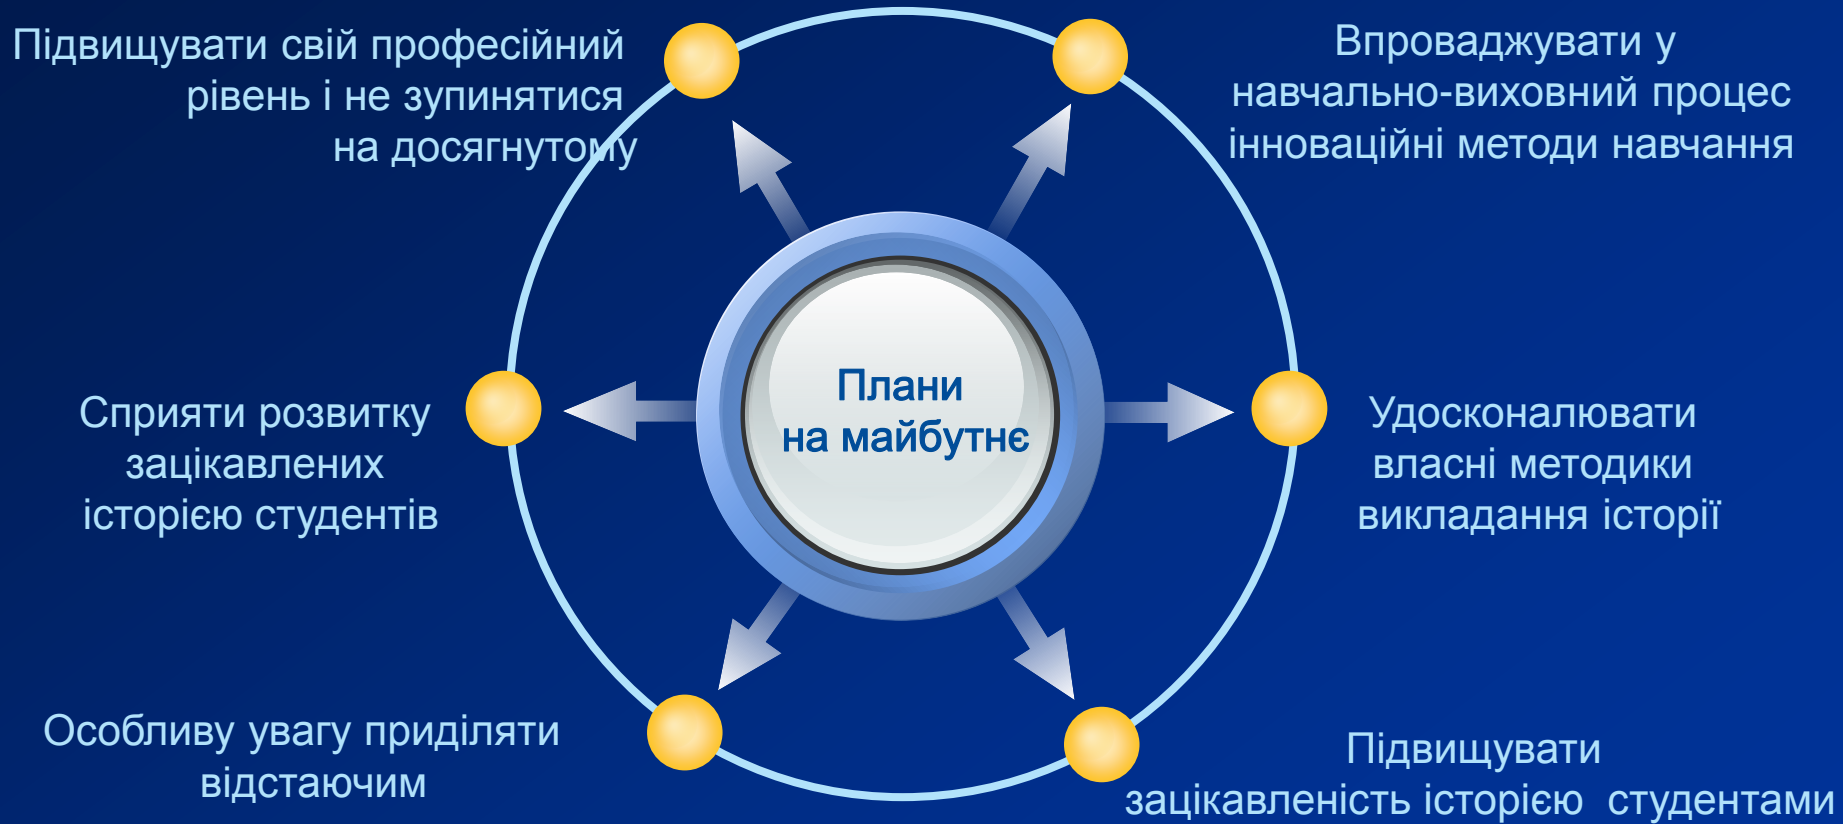 Підвищувати свій професійний
рівень і не зупинятися
на досягнутому
Впроваджувати у
навчально-виховний процес
інноваційні методи навчання
Плани
на майбутнє
Сприяти розвитку
зацікавлених
історією студентів
Удосконалювати
власні методики
викладання історії
Особливу увагу приділяти
відстаючим
Підвищувати
зацікавленість історією студентами